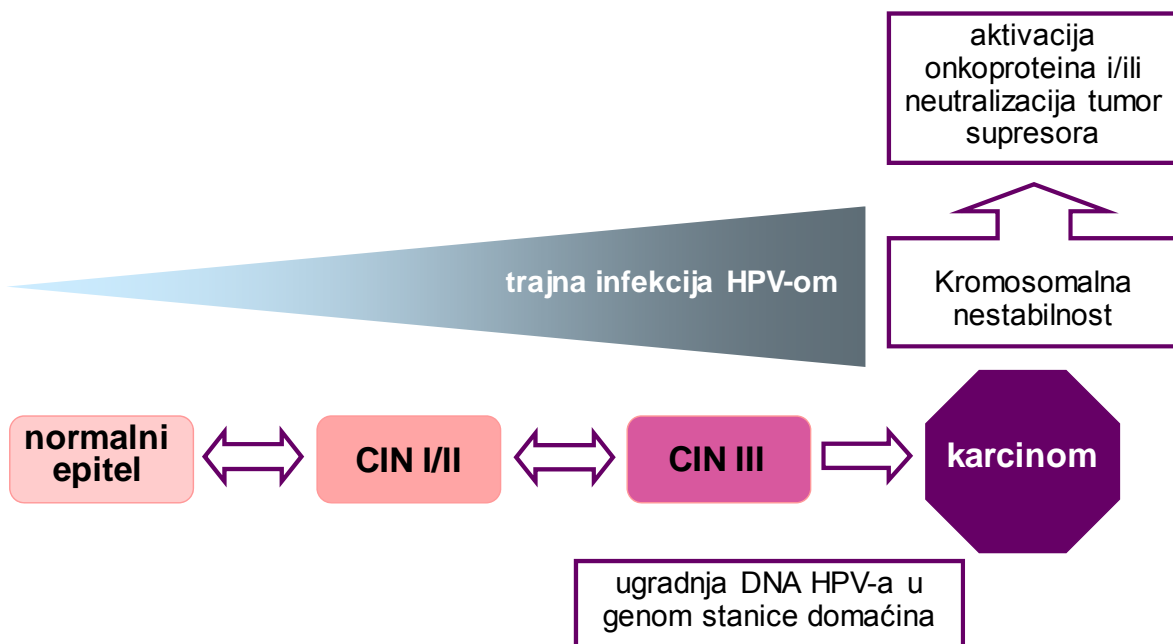 aktivacija
onkoproteina i/ili
neutralizacija tumor
supresora
trajna infekcija HPV-om
Kromosomalna
nestabilnost
normalni
epitel
CIN I/II
CIN III
karcinom
ugradnja DNA HPV-a u
genom stanice domaćina